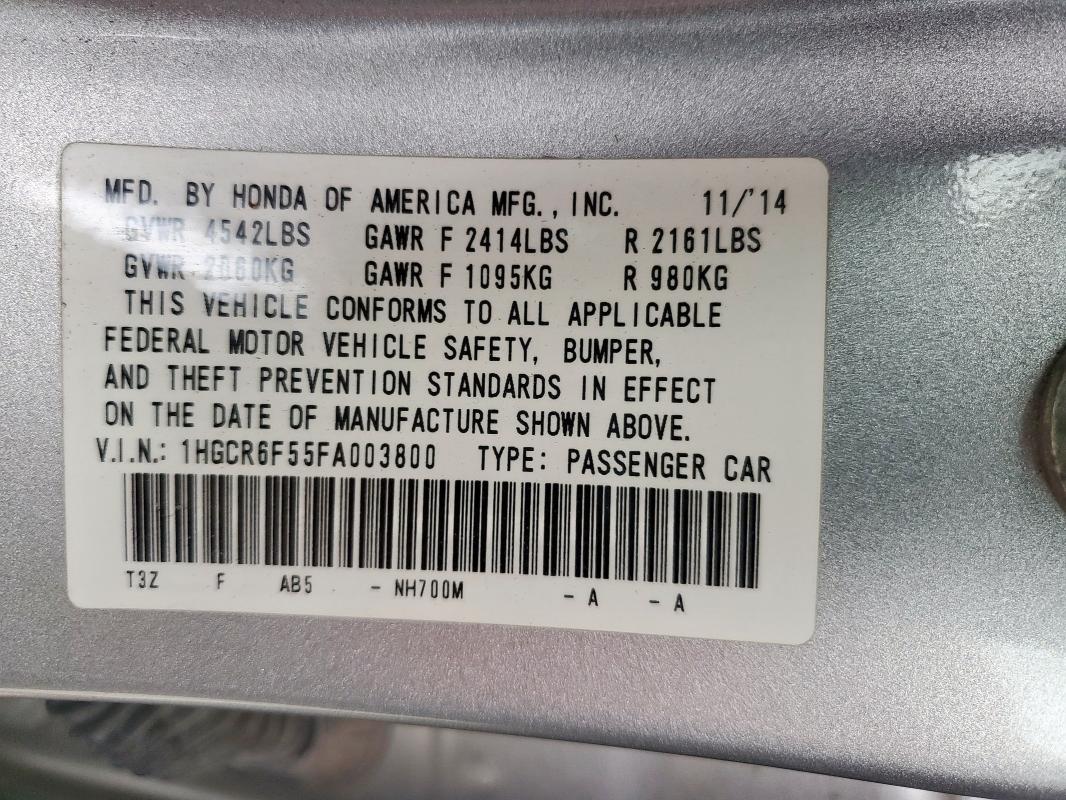 MFD. BY HONDA OF AMERICA MFG., INC. 11/'14
GVWR 4542LBS GAWR F 2414LBS R 2161LBS
GVWR 2060KG GAWR F 1095KG R 980KG
THIS VEHICLE CONFORMS TO ALL APPLICABLE
FEDERAL MOTOR VEHICLE SAFETY, BUMPER,
AND THEFT PREVENTION STANDARDS IN EFFECT
ON THE DATE OF MANUFACTURE SHOWN ABOVE.
V.I.N.: 1HGCR6F55FA003800 TYPE: PASSENGER CAR
T3Z F AB5 - NH700M - A - A